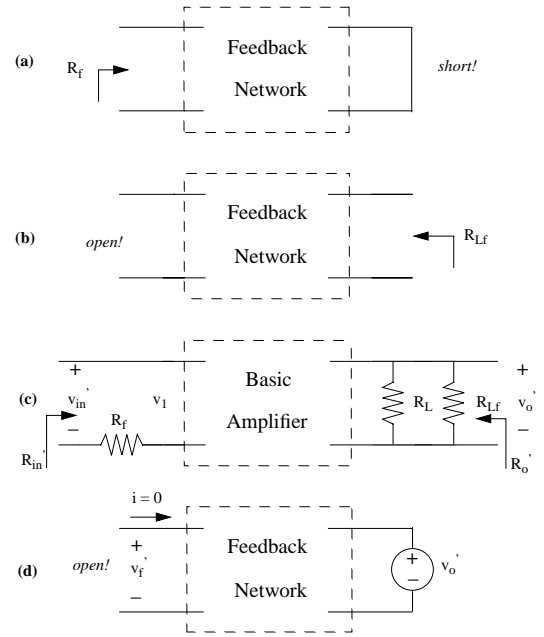 (a)
R_f
Feedback
Network
short!
(b)
open!
Feedback
Network
R_Lf
(c)
+
v_in'
−
v_1
R_in'
R_f
Basic
Amplifier
R_L
R_Lf
+
v_o'
−
R_o'
(d)
i = 0
open!
+
v_f'
−
Feedback
Network
+
−
v_o'